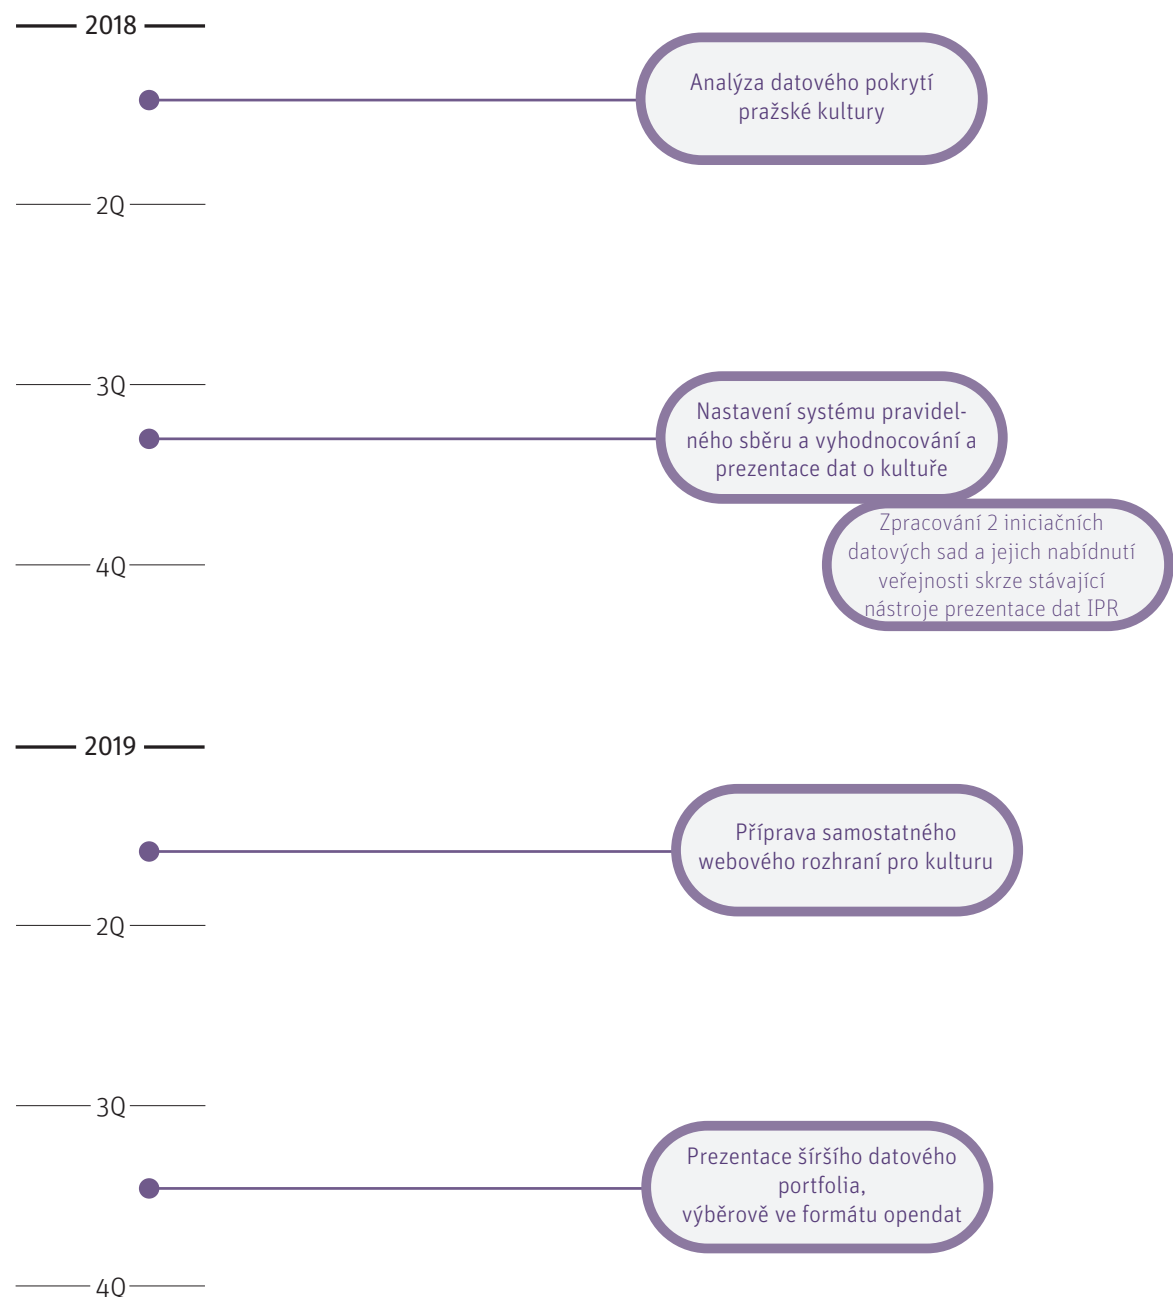 2018
Analýza datového pokrytí
pražské kultury
2Q
3Q
Nastavení systému pravidel-
ného sběru a vyhodnocování a
prezentace dat o kultuře
Zpracování 2 iniciačních
datových sad a jejich nabídnutí
veřejnosti skrze stávající
nástroje prezentace dat IPR
4Q
2019
Příprava samostatného
webového rozhraní pro kulturu
2Q
3Q
Prezentace šíršího datového
portfolia,
výběrově ve formátu opendat
4Q